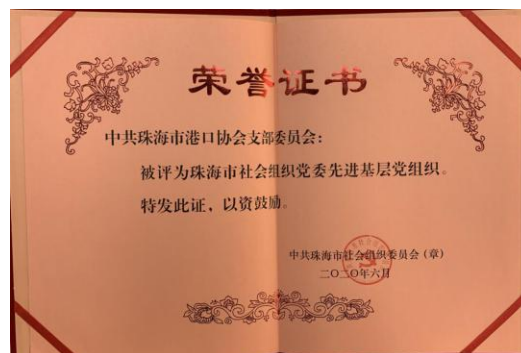 荣誉证书
中共珠海市港口协会支部委员会：
被评为珠海市社会组织党委先进基层党组织。
特发此证，以资鼓励。
中共珠海市社会组织委员会（章）
二〇二〇年六月